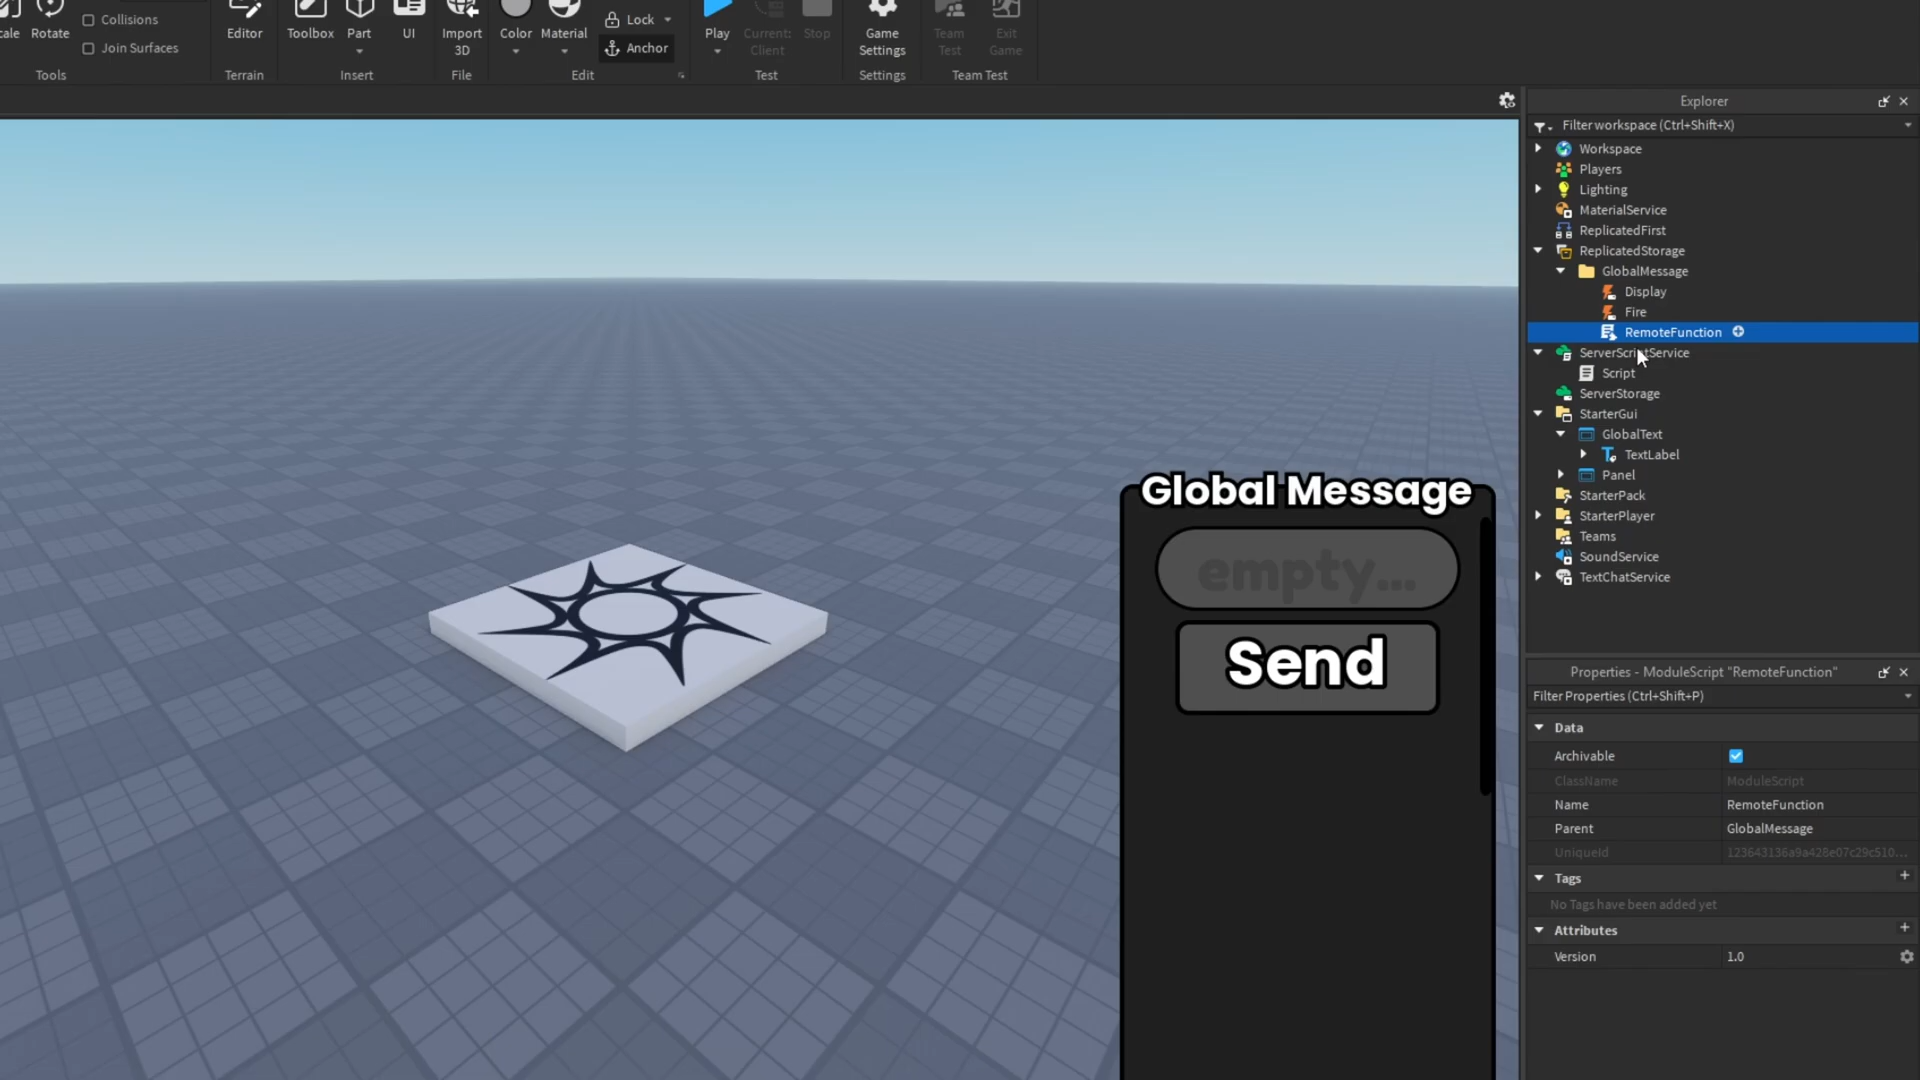 cale
Rotate
Collisions
Join Surfaces
Tools
Editor
Terrain
Toolbox
Part
UI
Insert
Import
3D
File
Color
Material
Lock
Anchor
Edit
Play
Current:
Client
Stop
Test
Game
Settings
Settings
Team
Test
Exit
Game
Team Test
Explorer
Filter workspace (Ctrl+Shift+X)
Workspace
Players
Lighting
MaterialService
ReplicatedFirst
ReplicatedStorage
GlobalMessage
Display
Fire
RemoteFunction
ServerScriptService
Script
ServerStorage
StarterGui
GlobalText
TextLabel
Panel
StarterPack
StarterPlayer
Teams
SoundService
TextChatService
Global Message
empty...
Send
Properties - ModuleScript "RemoteFunction"
Filter Properties (Ctrl+Shift+P)
Data
Archivable
ClassName ModuleScript
Name RemoteFunction
Parent GlobalMessage
UniqueId 123643136a9a428e07c29c510...
Tags
No Tags have been added yet
Attributes
Version 1.0